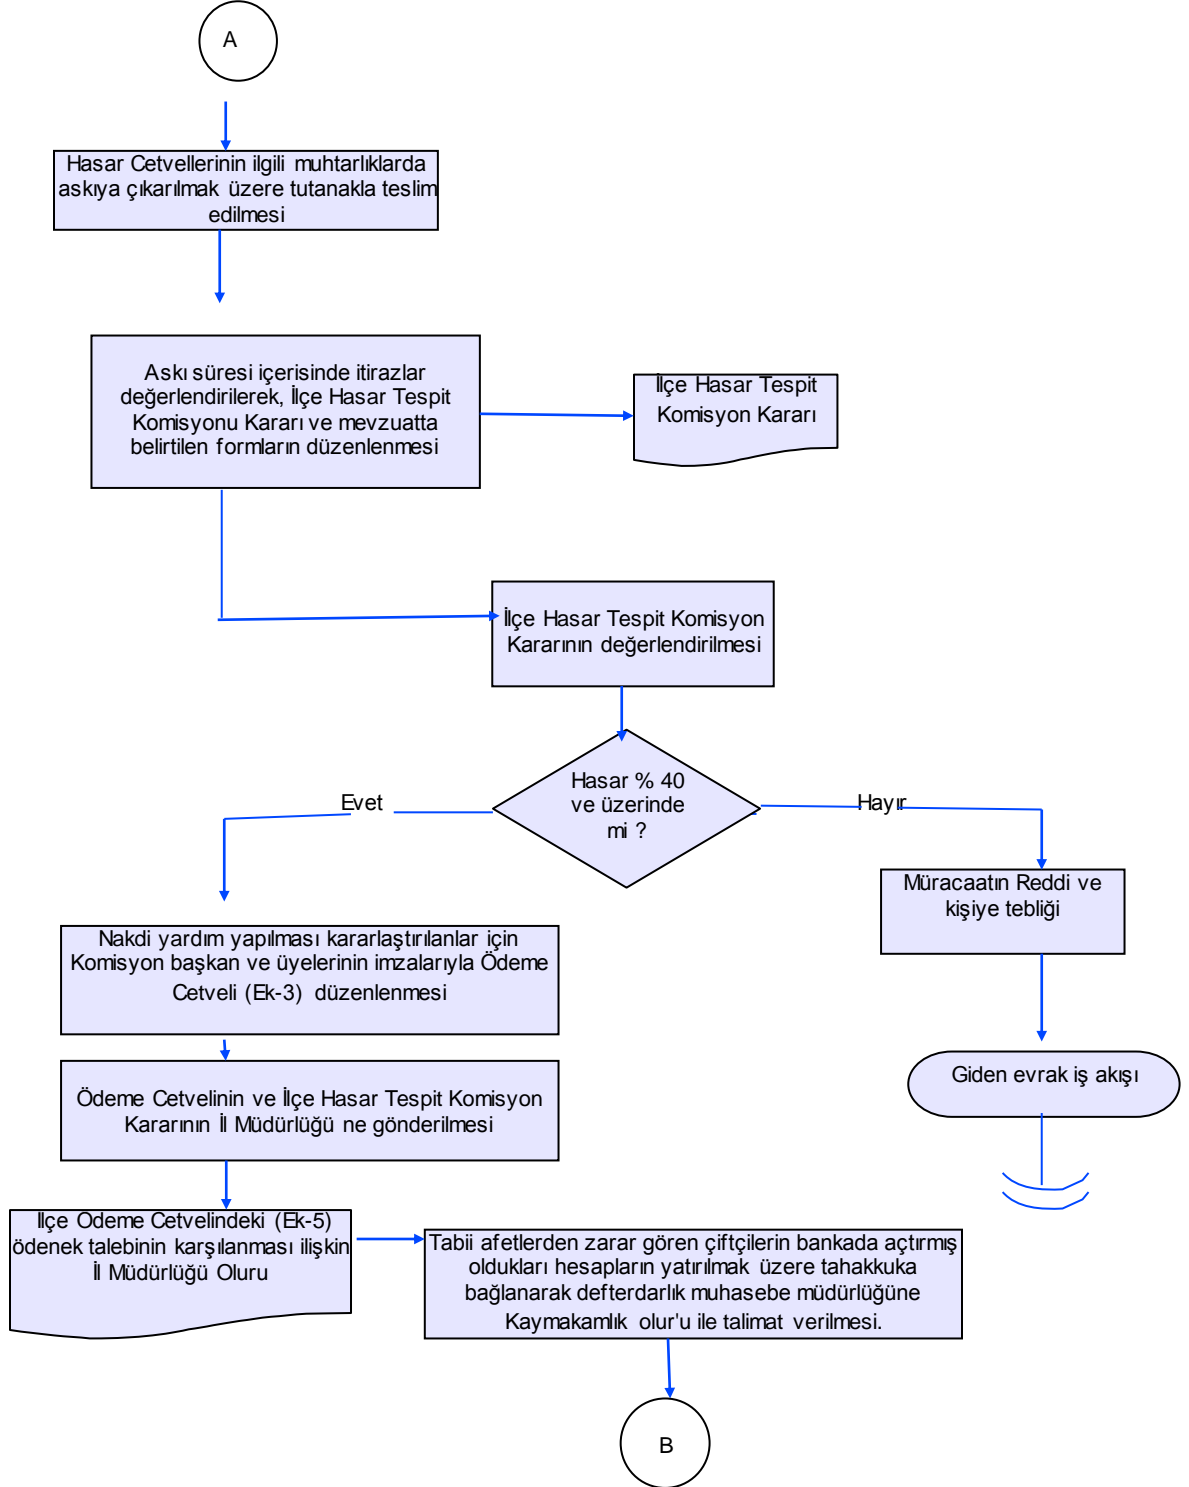 A
Hasar Cetvellerinin ilgili muhtarlıklarda
askıya çıkarılmak üzere tutanakla teslim
edilmesi
Askı süresi içerisinde itirazlar
değerlendirilerek, İlçe Hasar Tespit
Komisyonu Kararı ve mevzuatta
belirtilen formların düzenlenmesi
İlçe Hasar Tespit
Komisyon Kararı
İlçe Hasar Tespit Komisyon
Kararının değerlendirilmesi
Hasar % 40
ve üzerinde
mi ?
Evet
Hayır
Müracaatın Reddi ve
kişiye tebliği
Nakdi yardım yapılması kararlaştırılanlar için
Komisyon başkan ve üyelerinin imzalarıyla Ödeme
Cetveli (Ek-3) düzenlenmesi
Giden evrak iş akışı
Ödeme Cetvelinin ve İlçe Hasar Tespit Komisyon
Kararının İl Müdürlüğü ne gönderilmesi
İlçe Ödeme Cetvelindeki (Ek-5)
ödenek talebinin karşılanması ilişkin
İl Müdürlüğü Oluru
Tabii afetlerden zarar gören çiftçilerin bankada açtırmış
oldukları hesapların yatırılmak üzere tahakkuka
bağlanarak defterdarlık muhasebe müdürlüğüne
Kaymakamlık olur'u ile talimat verilmesi.
B